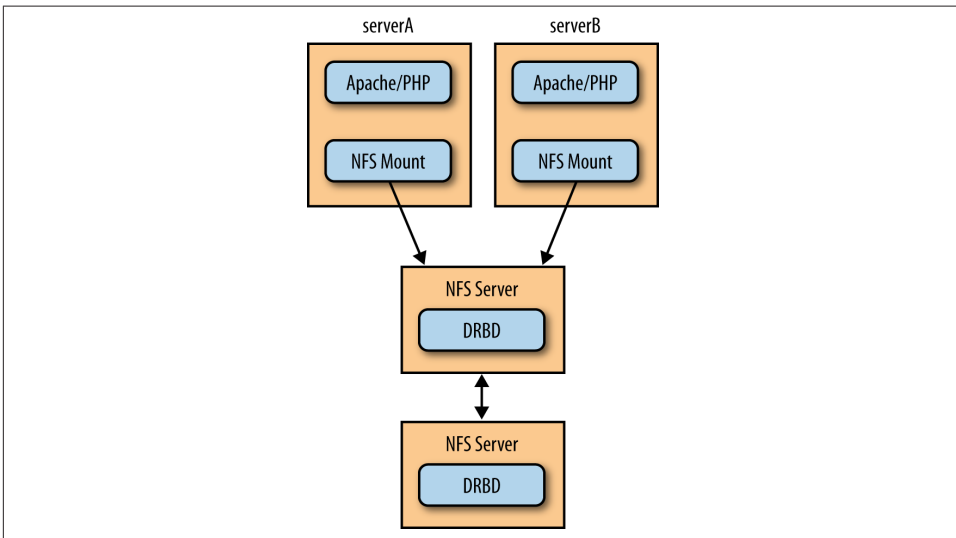 serverA
serverB
Apache/PHP
Apache/PHP
NFS Mount
NFS Mount
NFS Server
DRBD
NFS Server
DRBD